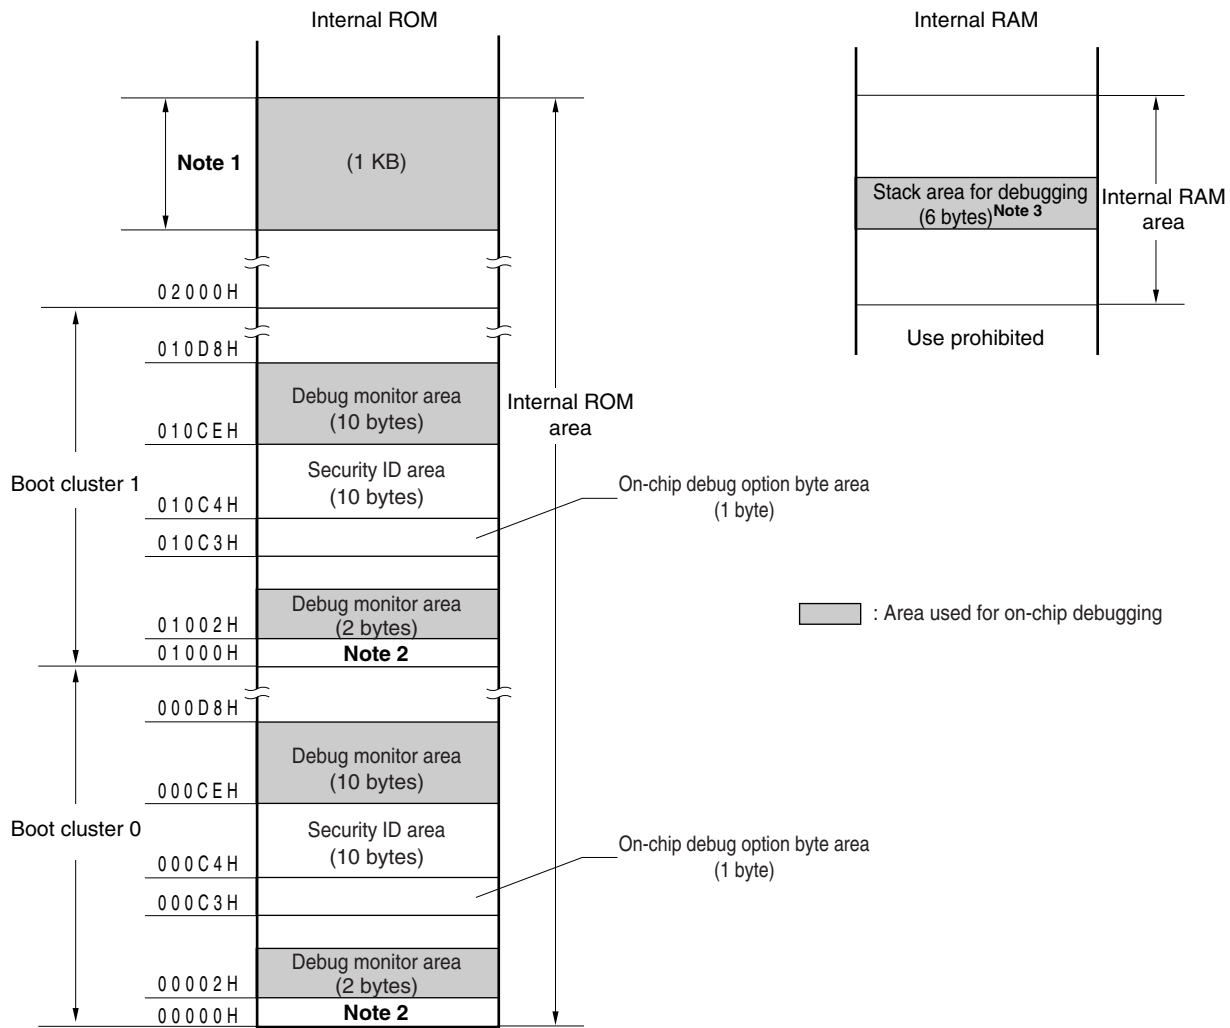 Internal ROM
Internal RAM
Note 1
(1 KB)
Stack area for debugging
(6 bytes)Note 3
Internal RAM
area
02000H
Use prohibited
010D8H
Debug monitor area
(10 bytes)
Internal ROM
area
010CEH
Boot cluster 1
Security ID area
(10 bytes)
On-chip debug option byte area
(1 byte)
010C4H
010C3H
Debug monitor area
(2 bytes)
: Area used for on-chip debugging
01002H
01000H
Note 2
000D8H
Debug monitor area
(10 bytes)
000CEH
Boot cluster 0
Security ID area
(10 bytes)
On-chip debug option byte area
(1 byte)
000C4H
000C3H
Debug monitor area
(2 bytes)
00002H
00000H
Note 2